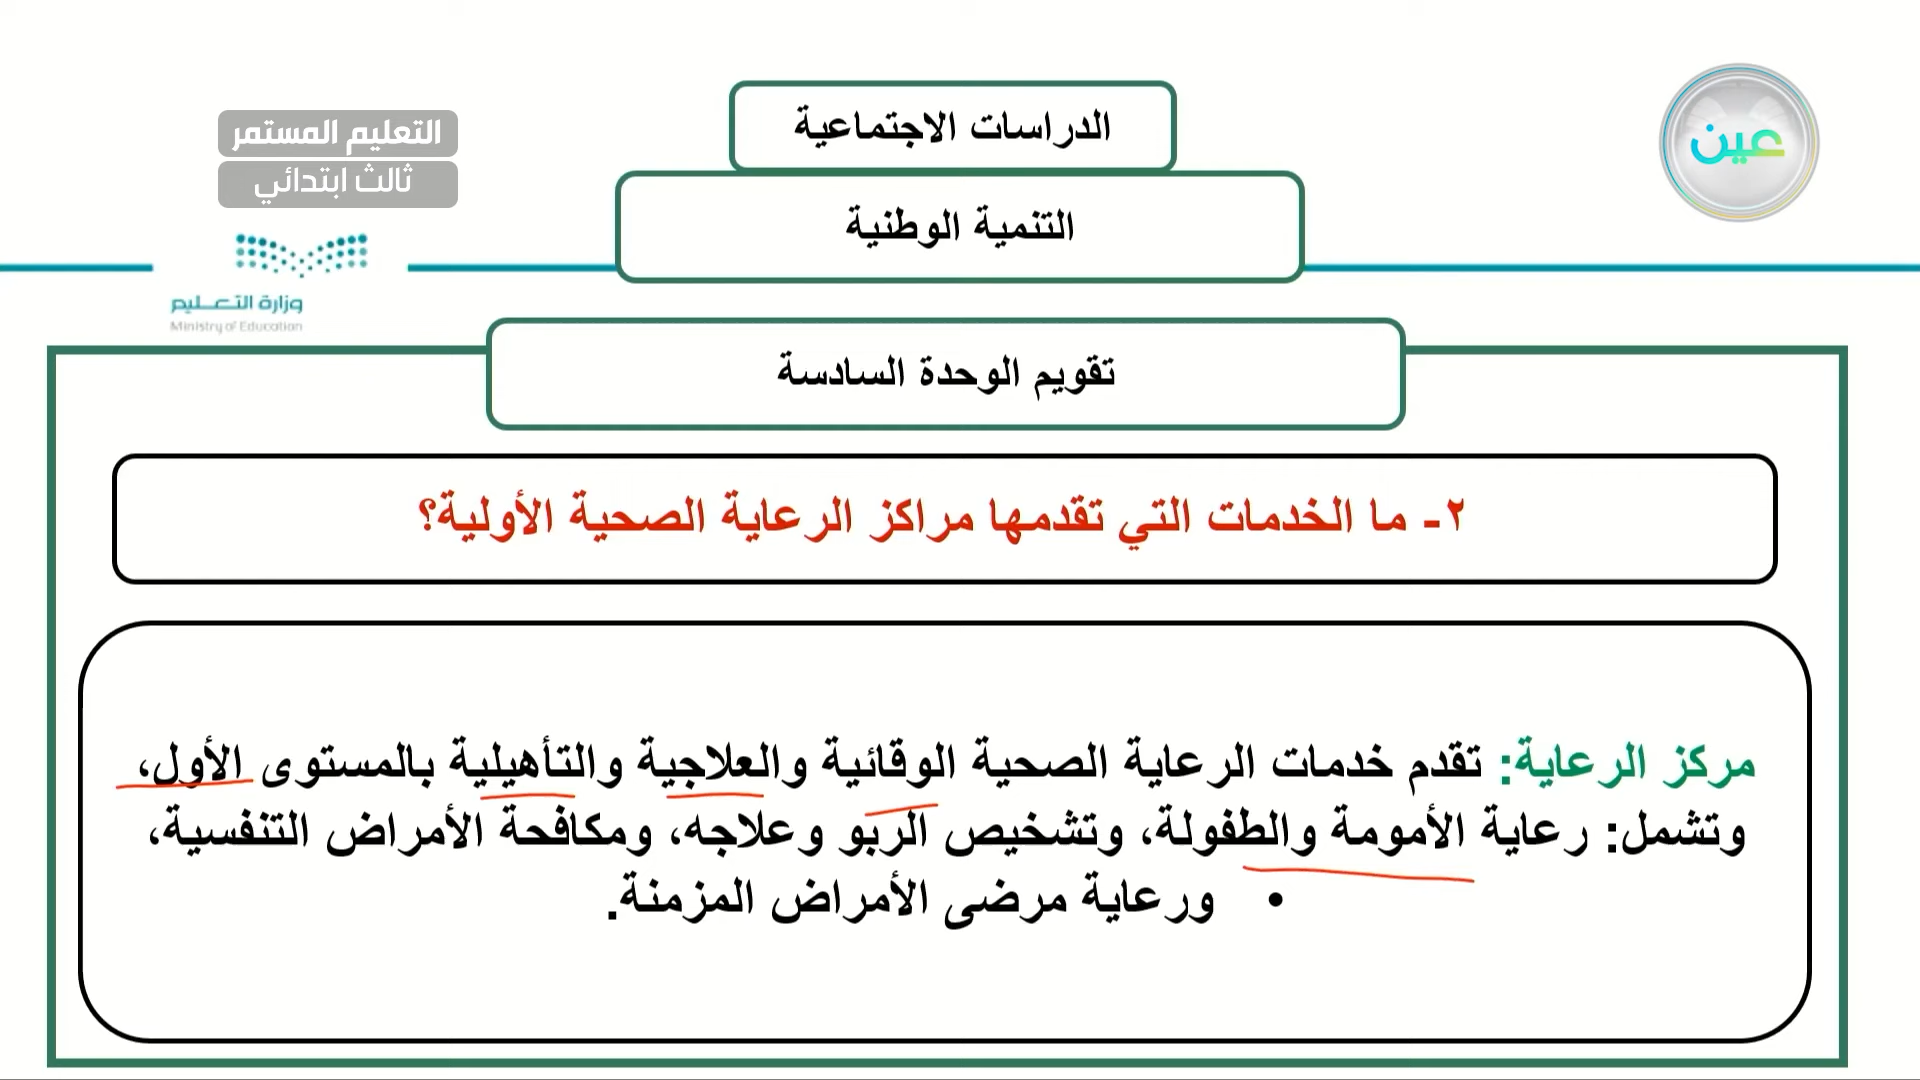 الدراسات الاجتماعية
عين
التعليم المستمر
ثالث ابتدائي
التنمية الوطنية
وزارة التعليم
Ministry of Education
تقويم الوحدة السادسة
٢- ما الخدمات التي تقدمها مراكز الرعاية الصحية الأولية؟
مركز الرعاية: تقدم خدمات الرعاية الصحية الوقائية والعلاجية والتأهيلية بالمستوى الأول،
وتشمل: رعاية الأمومة والطفولة، وتشخيص الربو وعلاجه، ومكافحة الأمراض التنفسية،
• ورعاية مرضى الأمراض المزمنة.